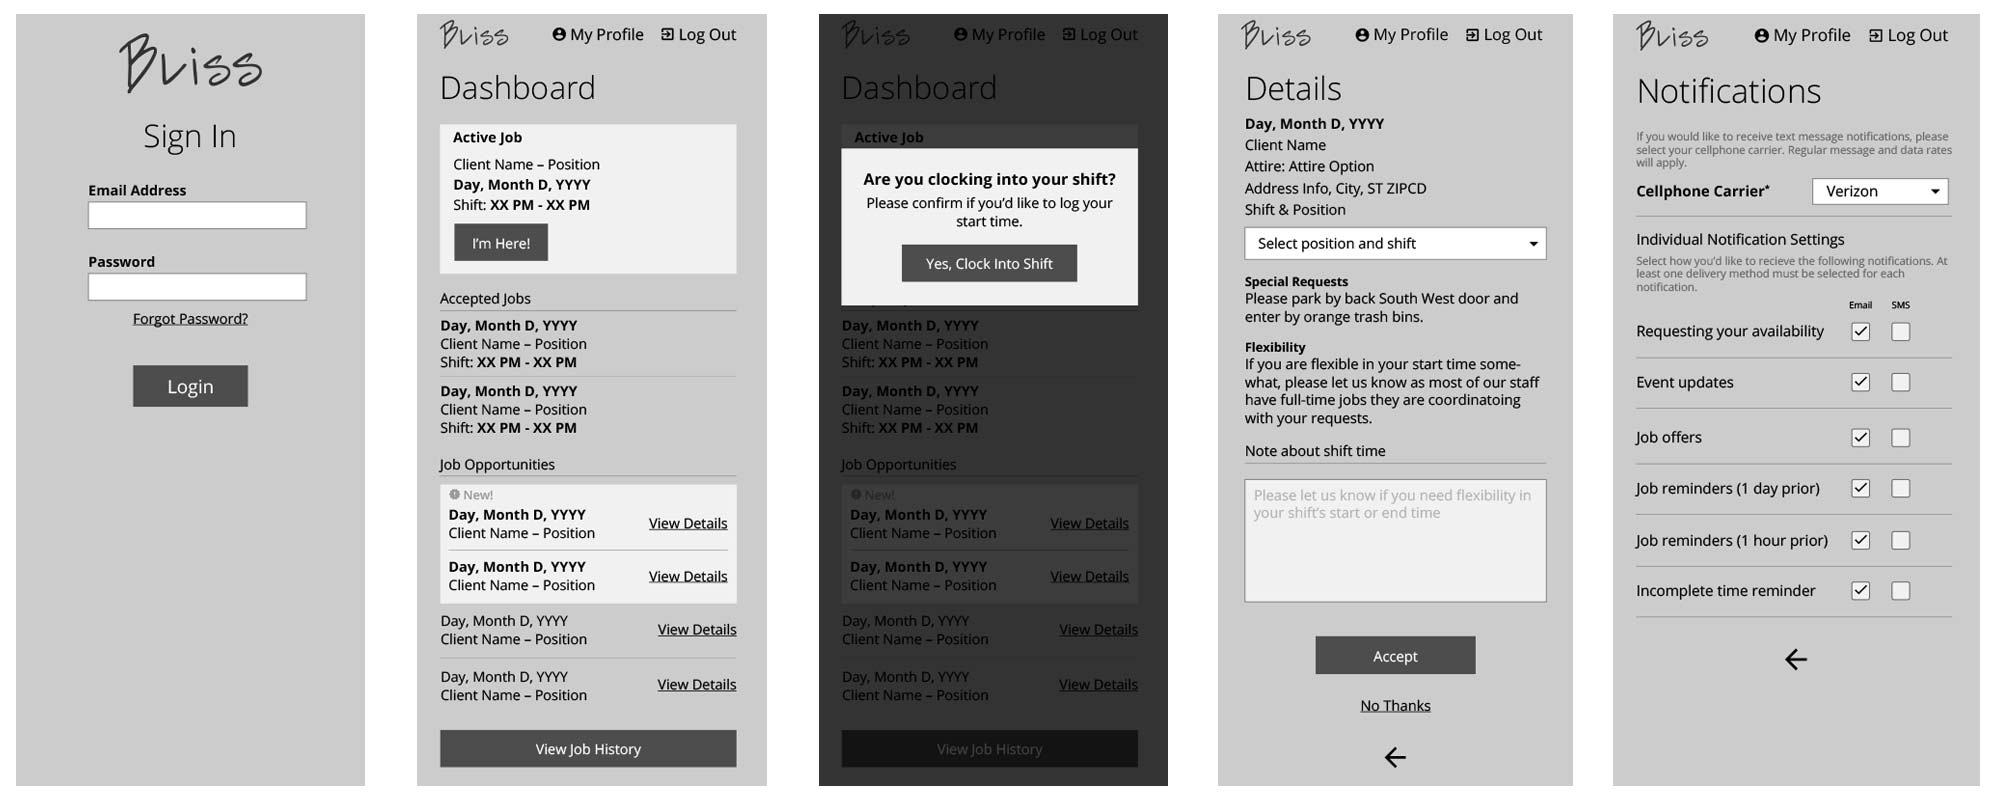 Bliss
Sign In
Email Address
Password
Forgot Password?
Login
Bliss
My Profile
Log Out
Dashboard
Active Job
Client Name – Position
Day, Month D, YYYY
Shift: XX PM - XX PM
I'm Here!
Accepted Jobs
Day, Month D, YYYY
Client Name – Position
Shift: XX PM - XX PM
Day, Month D, YYYY
Client Name – Position
Shift: XX PM - XX PM
Job Opportunities
New!
Day, Month D, YYYY
Client Name – Position
View Details
Day, Month D, YYYY
Client Name – Position
View Details
Day, Month D, YYYY
Client Name – Position
View Details
Day, Month D, YYYY
Client Name – Position
View Details
View Job History
Bliss
My Profile
Log Out
Dashboard
Active Job
Are you clocking into your shift?
Please confirm if you'd like to log your
start time.
Yes, Clock Into Shift
Day, Month D, YYYY
Client Name – Position
Shift: XX PM - XX PM
Day, Month D, YYYY
Client Name – Position
Shift: XX PM - XX PM
Job Opportunities
New!
Day, Month D, YYYY
Client Name – Position
View Details
Day, Month D, YYYY
Client Name – Position
View Details
Day, Month D, YYYY
Client Name – Position
View Details
Day, Month D, YYYY
Client Name – Position
View Details
View Job History
Bliss
My Profile
Log Out
Details
Day, Month D, YYYY
Client Name
Attire: Attire Option
Address Info, City, ST ZIPCD
Shift & Position
Select position and shift
Special Requests
Please park by back South West door and
enter by orange trash bins.
Flexibility
If you are flexible in your start time some-
what, please let us know as most of our staff
have full-time jobs they are coordinatoing
with your requests.
Note about shift time
Please let us know if you need flexibility in
your shift's start or end time
Accept
No Thanks
Bliss
My Profile
Log Out
Notifications
If you would like to receive text message notifications, please
select your cellphone carrier. Regular message and data rates
will apply.
Cellphone Carrier*
Verizon
Individual Notification Settings
Select how you'd like to recieve the following notifications. At
least one delivery method must be selected for each
notification.
Email
SMS
Requesting your availability
Event updates
Job offers
Job reminders (1 day prior)
Job reminders (1 hour prior)
Incomplete time reminder